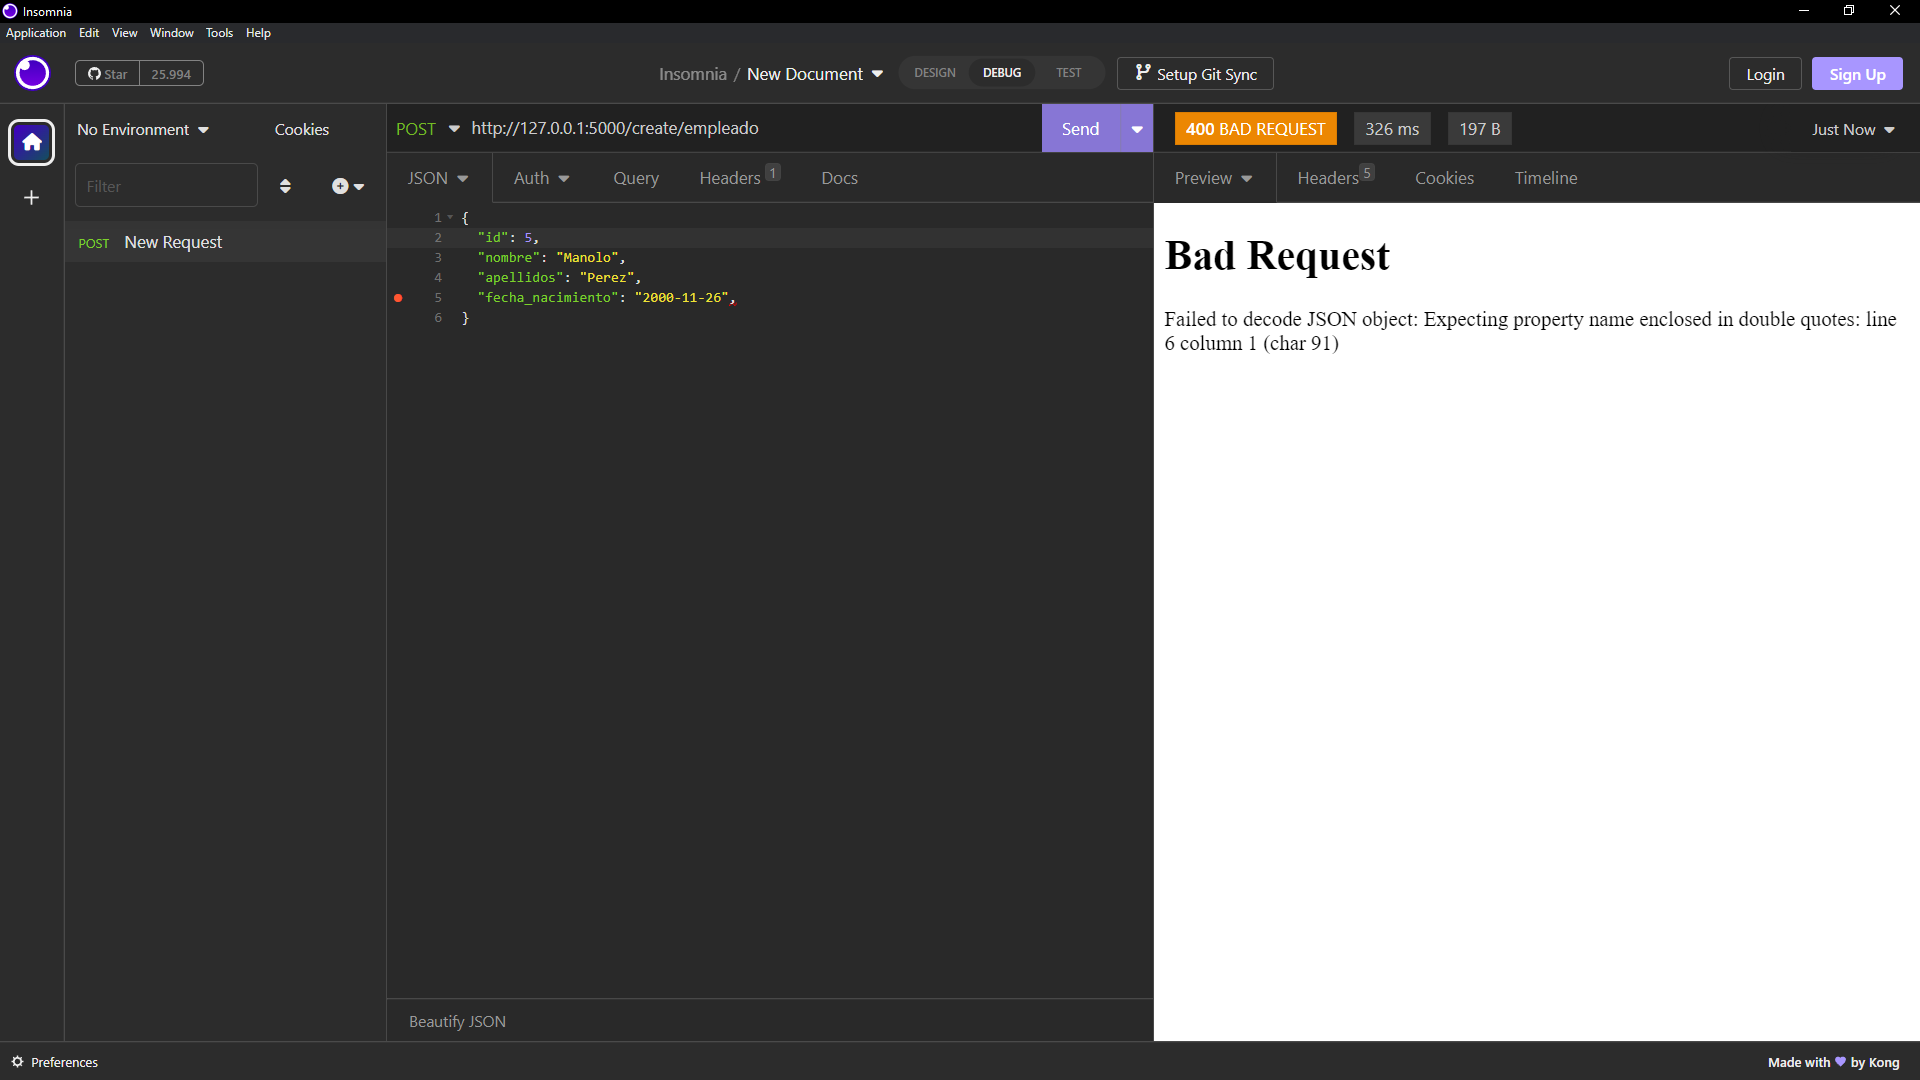 Insomnia
Application Edit View Window Tools Help
Star 25.994
Insomnia / New Document
DESIGN DEBUG TEST
Setup Git Sync
Login
Sign Up
No Environment
Cookies
Filter
POST New Request
POST http://127.0.0.1:5000/create/empleado
Send
JSON Auth Query Headers 1 Docs
1 {
2 "id": 5,
3 "nombre": "Manolo",
4 "apellidos": "Perez",
5 "fecha_nacimiento": "2000-11-26",
6 }
Beautify JSON
400 BAD REQUEST 326 ms 197 B
Just Now
Preview Headers 5 Cookies Timeline
Bad Request
Failed to decode JSON object: Expecting property name enclosed in double quotes: line
6 column 1 (char 91)
Preferences
Made with 💜 by Kong